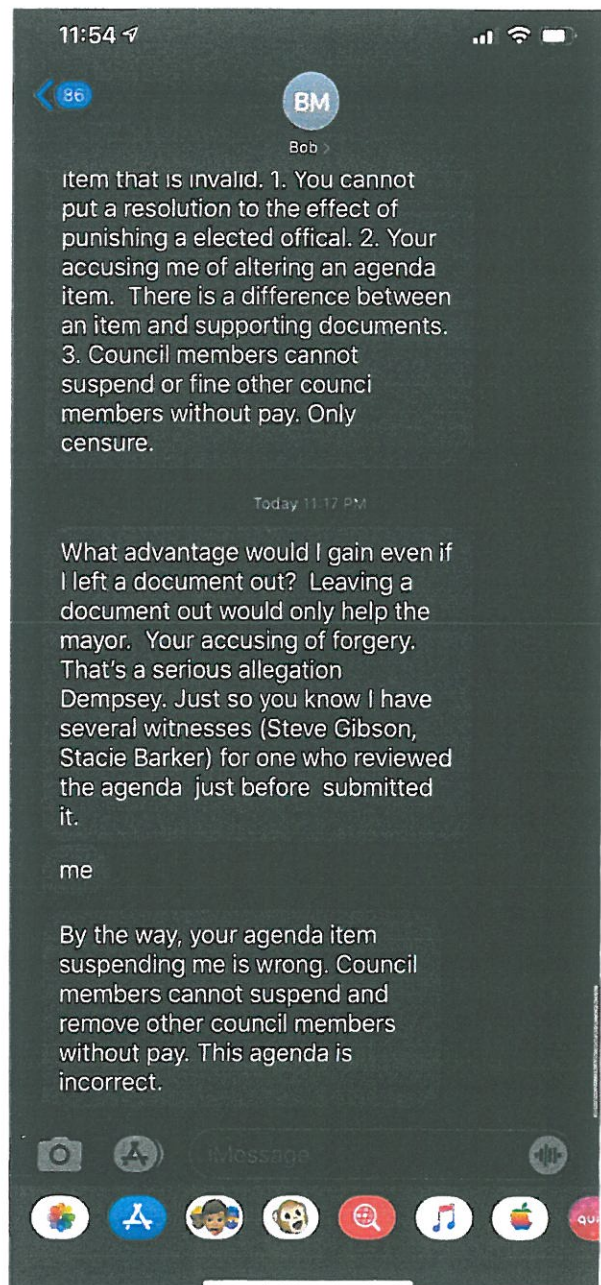 11:54
86
BM
Bob >
item that is invalid. 1. You cannot
put a resolution to the effect of
punishing a elected offical. 2. Your
accusing me of altering an agenda
item. There is a difference between
an item and supporting documents.
3. Council members cannot
suspend or fine other counci
members without pay. Only
censure.
Today 11:17 PM
What advantage would I gain even if
I left a document out? Leaving a
document out would only help the
mayor. Your accusing of forgery.
That's a serious allegation
Dempsey. Just so you know I have
several witnesses (Steve Gibson,
Stacie Barker) for one who reviewed
the agenda just before submitted
it.
me
By the way, your agenda item
suspending me is wrong. Council
members cannot suspend and
remove other council members
without pay. This agenda is
incorrect.
iMessage